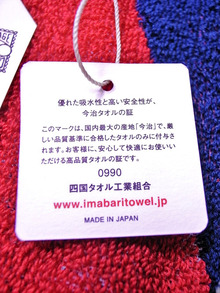 優れた吸水性と高い安全性が、
今治タオルの証
このマークは、国内最大の産地「今治」で、厳
しい品質基準に合格したタオルのみに付与さ
れます。お客様に、安心して快適にお使いい
ただける高品質タオルの証です。
0990
四国タオル工業組合
www.imabaritowel.jp
MADE IN JAPAN